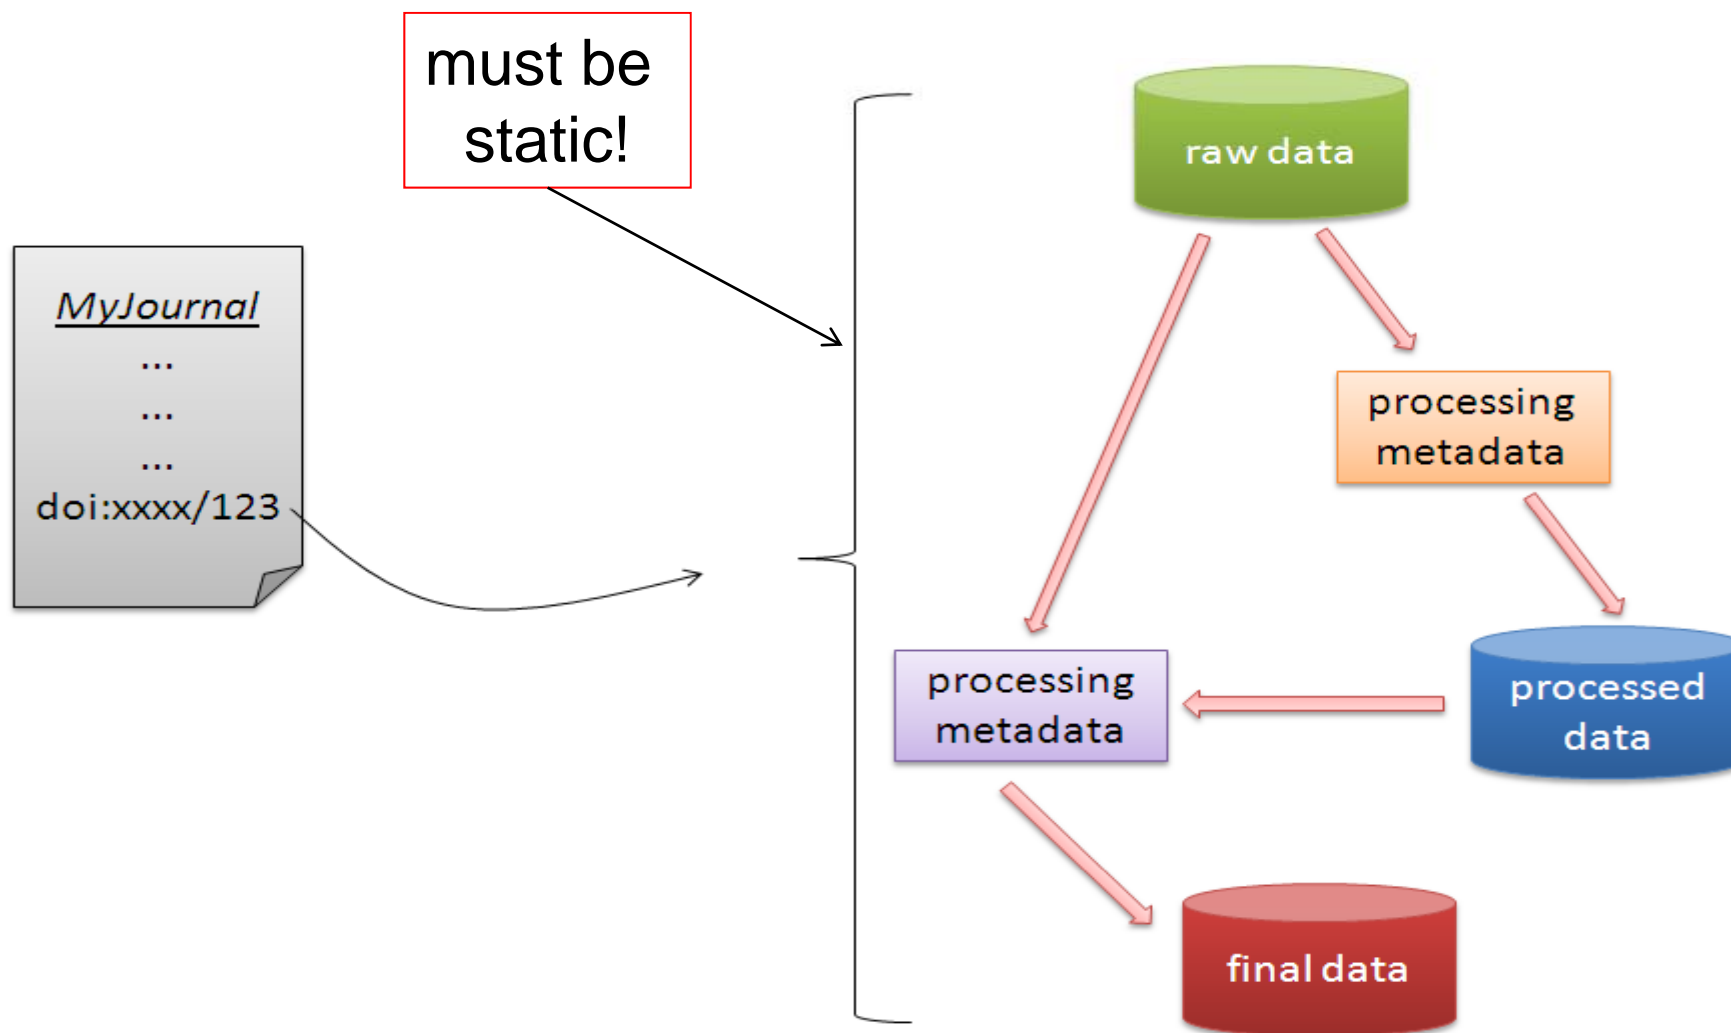 must be
static!
MyJournal
...
...
...
doi:xxxx/123
raw data
processing
metadata
processing
metadata
processed
data
final data